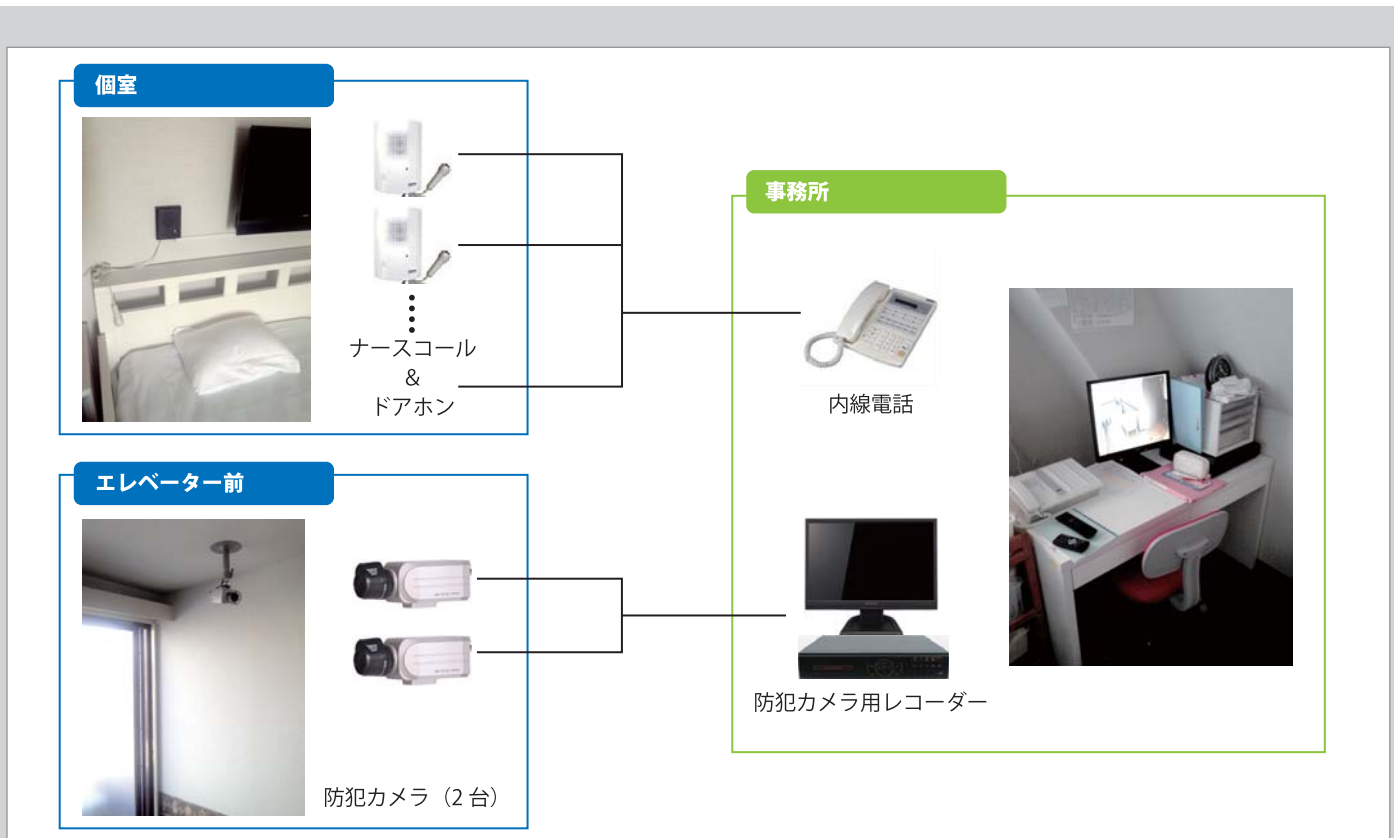 個室
ナースコール
&
ドアホン
エレベーター前
防犯カメラ（2 台）
事務所
内線電話
防犯カメラ用レコーダー